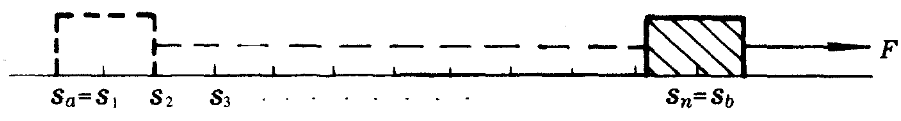 F
s_a=s_1 s_2 s_3 . . . . . . . . s_n=s_b